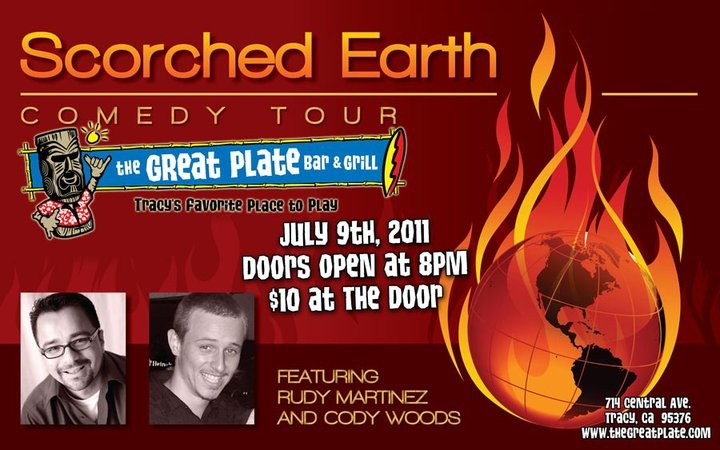 Scorched Earth
COMEDY TOUR
the Great Plate Bar & Grill
Tracy's Favorite Place to Play
July 9th, 2011
Doors open at 8pm
$10 at the door
FEATURING
RUDY MARTINEZ
AND CODY WOODS
714 Central Ave.
Tracy, CA 95376
www.thegreatplate.com